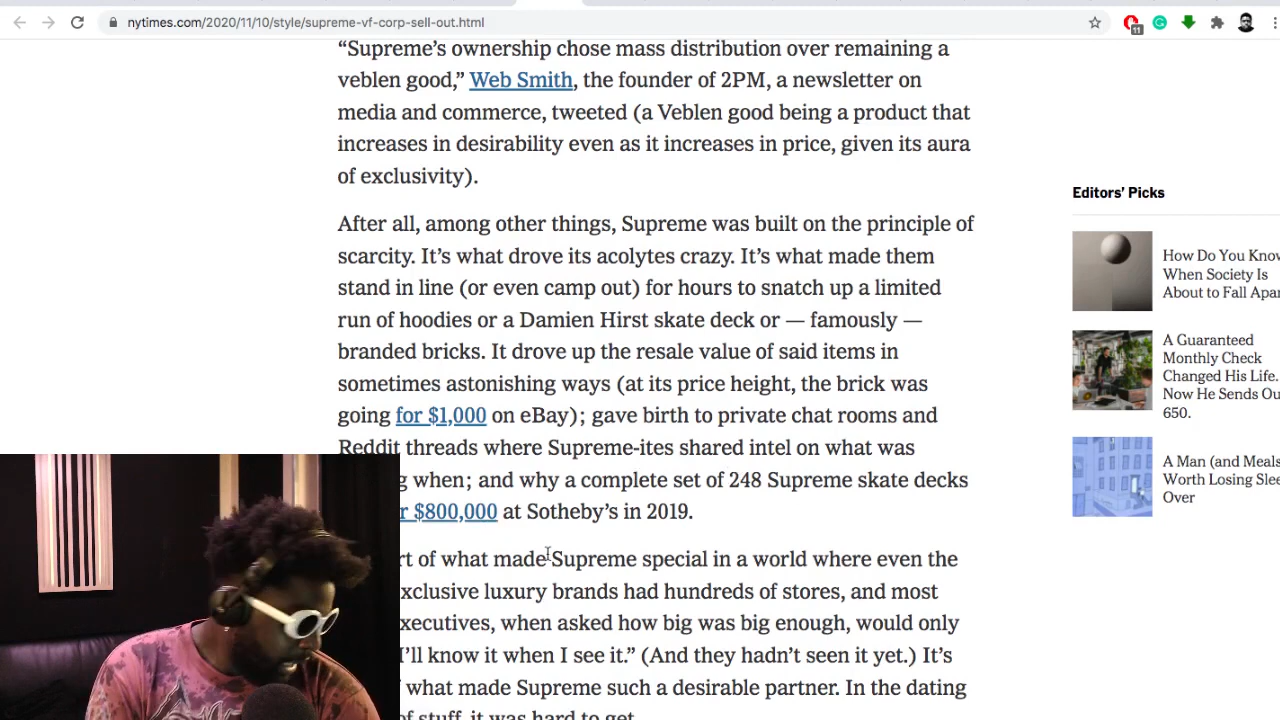 nytimes.com/2020/11/10/style/supreme-vf-corp-sell-out.html
11
“Supreme’s ownership chose mass distribution over remaining a
veblen good,” Web Smith, the founder of 2PM, a newsletter on
media and commerce, tweeted (a Veblen good being a product that
increases in desirability even as it increases in price, given its aura
of exclusivity).
After all, among other things, Supreme was built on the principle of
scarcity. It’s what drove its acolytes crazy. It’s what made them
stand in line (or even camp out) for hours to snatch up a limited
run of hoodies or a Damien Hirst skate deck or — famously —
branded bricks. It drove up the resale value of said items in
sometimes astonishing ways (at its price height, the brick was
going for $1,000 on eBay); gave birth to private chat rooms and
Reddit threads where Supreme-ites shared intel on what was
g when; and why a complete set of 248 Supreme skate decks
r $800,000 at Sotheby’s in 2019.
rt of what made Supreme special in a world where even the
xclusive luxury brands had hundreds of stores, and most
xecutives, when asked how big was big enough, would only
I’ll know it when I see it.” (And they hadn’t seen it yet.) It’s
what made Supreme such a desirable partner. In the dating
of stuff, it was hard to get.
Editors’ Picks
How Do You Know
When Society Is
About to Fall Apar
A Guaranteed
Monthly Check
Changed His Life.
Now He Sends Ou
650.
A Man (and Meals
Worth Losing Slee
Over